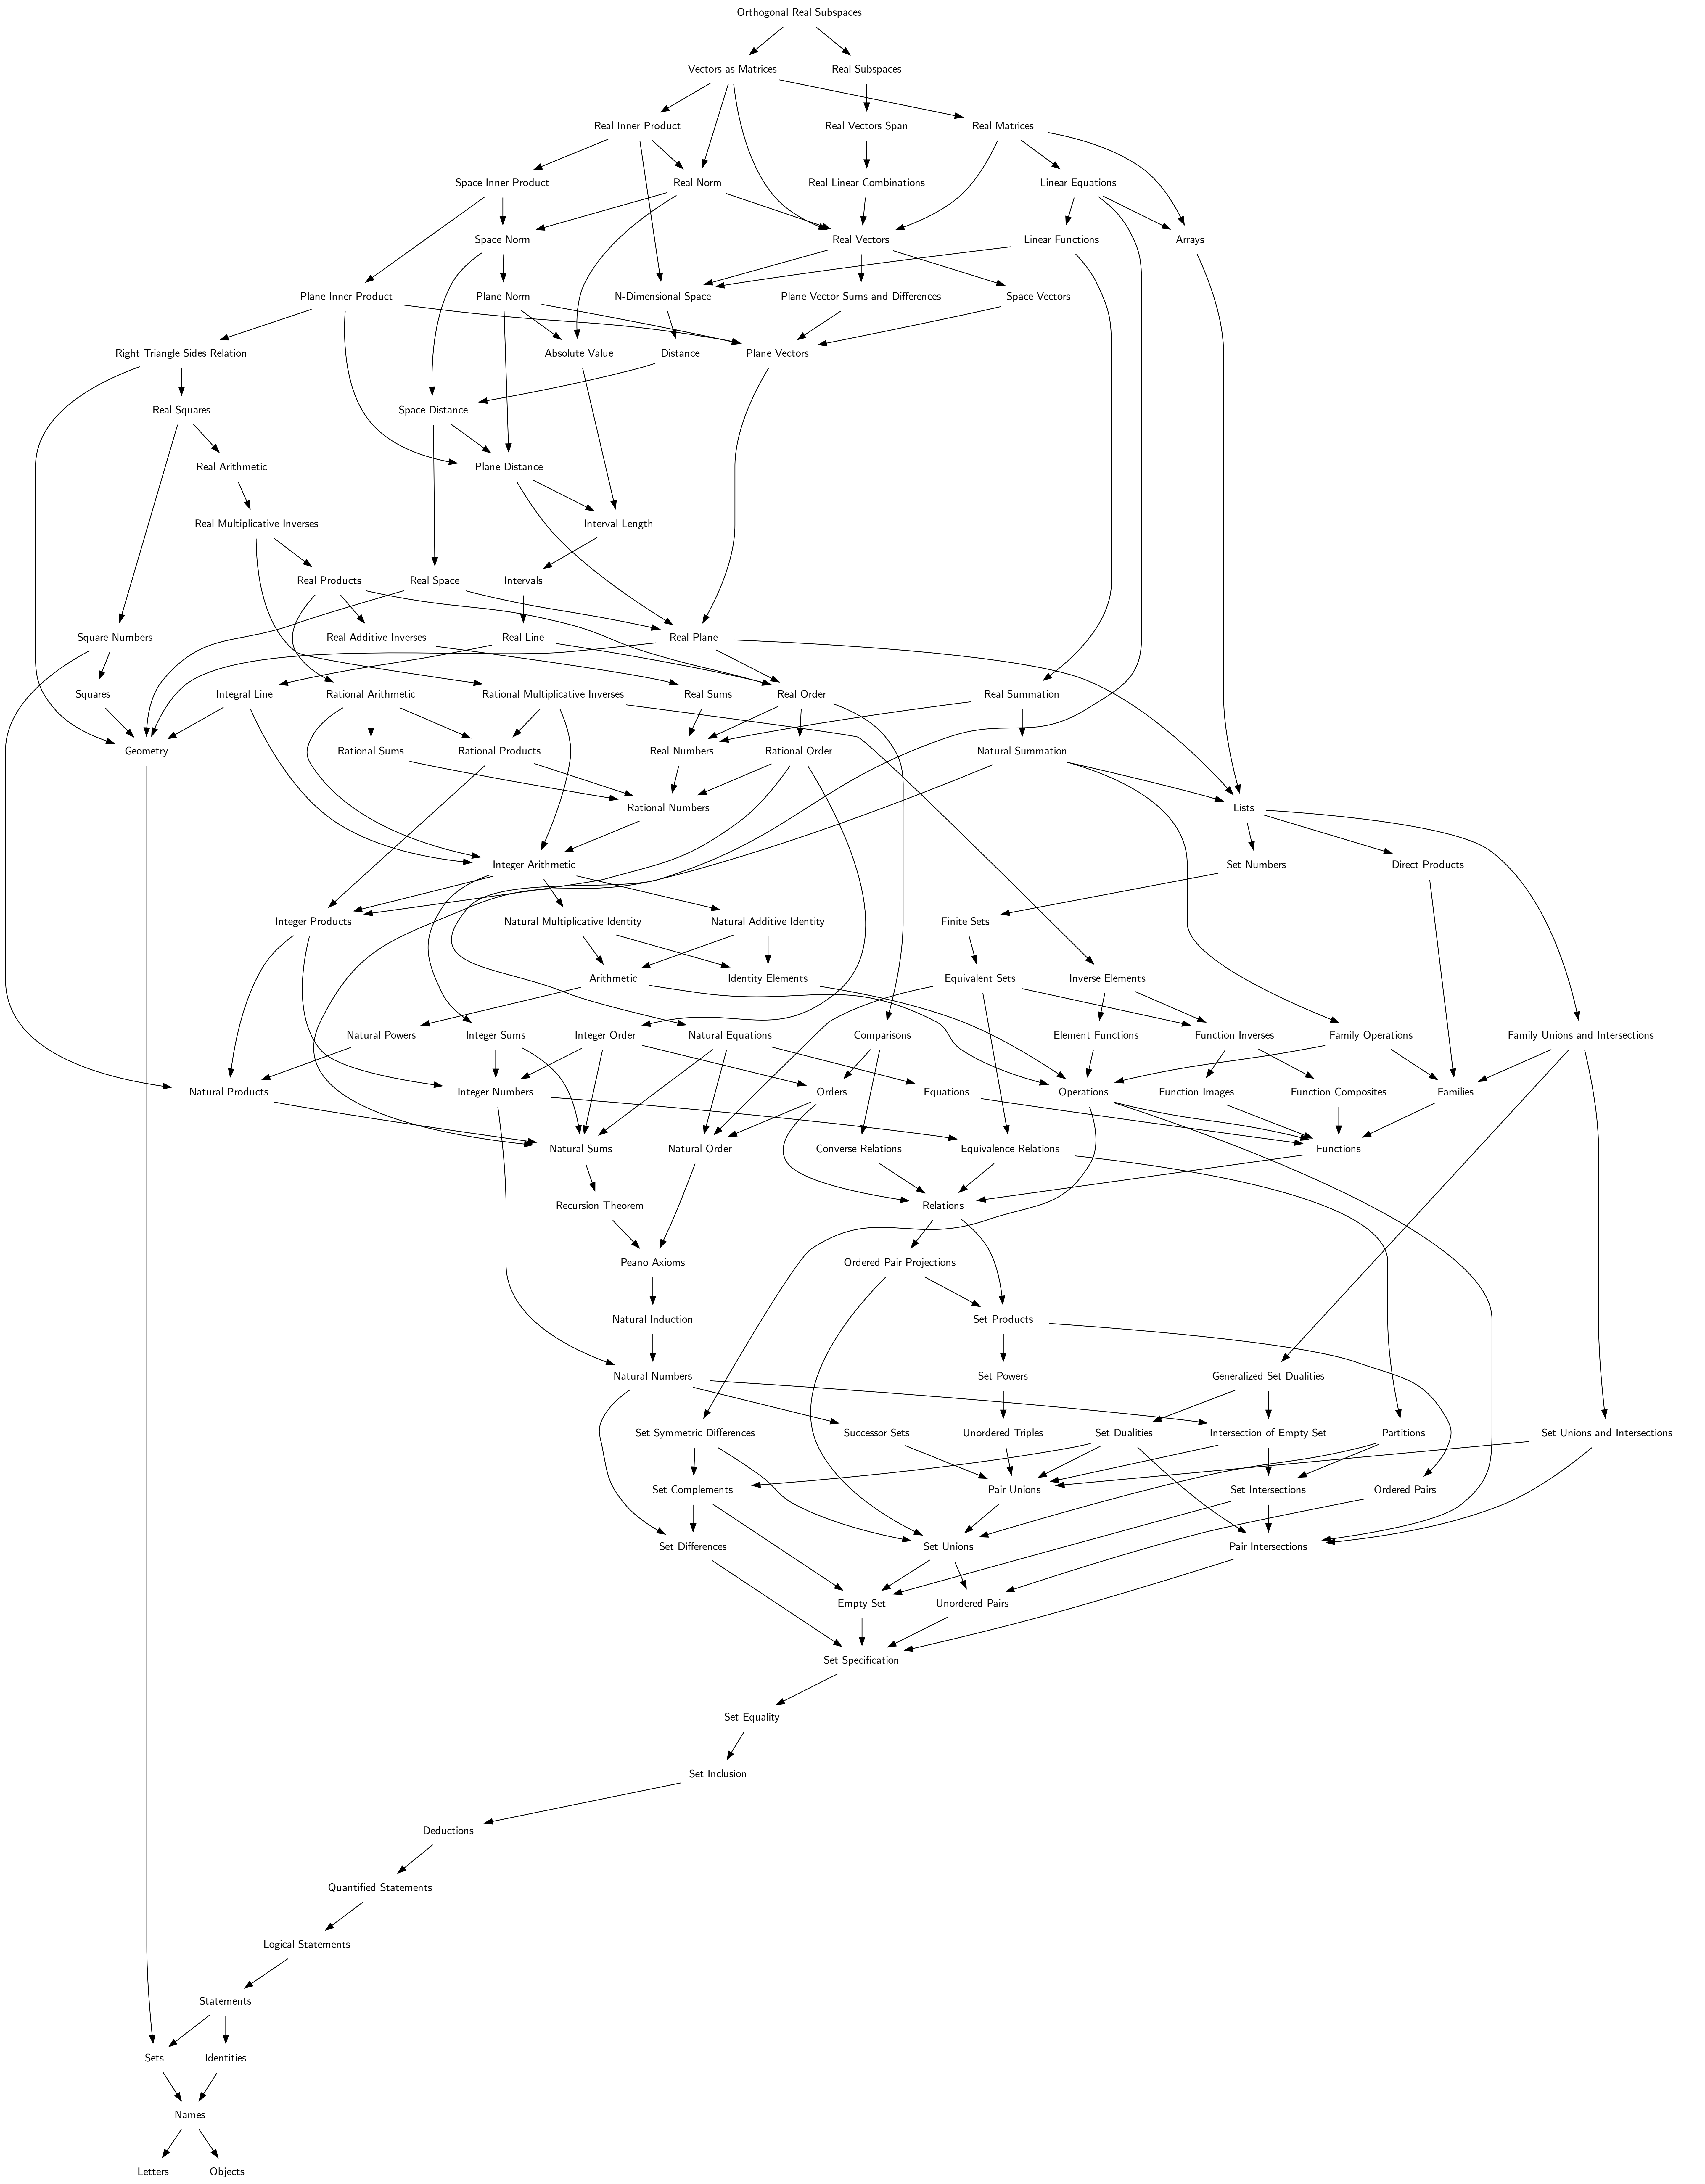 Orthogonal Real Subspaces
Vectors as Matrices
Real Subspaces
Real Inner Product
Real Vectors Span
Real Matrices
Space Inner Product
Real Norm
Real Linear Combinations
Linear Equations
Space Norm
Real Vectors
Linear Functions
Arrays
Plane Inner Product
Plane Norm
N-Dimensional Space
Plane Vector Sums and Differences
Space Vectors
Right Triangle Sides Relation
Absolute Value
Distance
Plane Vectors
Real Squares
Space Distance
Real Arithmetic
Plane Distance
Real Multiplicative Inverses
Interval Length
Real Products
Real Space
Intervals
Square Numbers
Real Additive Inverses
Real Line
Real Plane
Squares
Integral Line
Rational Arithmetic
Rational Multiplicative Inverses
Real Sums
Real Order
Real Summation
Geometry
Rational Sums
Rational Products
Real Numbers
Rational Order
Natural Summation
Rational Numbers
Lists
Integer Arithmetic
Set Numbers
Direct Products
Integer Products
Natural Multiplicative Identity
Natural Additive Identity
Finite Sets
Arithmetic
Identity Elements
Equivalent Sets
Inverse Elements
Natural Powers
Integer Sums
Integer Order
Natural Equations
Comparisons
Element Functions
Function Inverses
Family Operations
Family Unions and Intersections
Natural Products
Integer Numbers
Orders
Equations
Operations
Function Images
Function Composites
Families
Natural Sums
Natural Order
Converse Relations
Equivalence Relations
Functions
Recursion Theorem
Relations
Peano Axioms
Ordered Pair Projections
Natural Induction
Set Products
Natural Numbers
Set Powers
Generalized Set Dualities
Set Symmetric Differences
Successor Sets
Unordered Triples
Set Dualities
Intersection of Empty Set
Partitions
Set Unions and Intersections
Set Complements
Pair Unions
Set Intersections
Ordered Pairs
Set Differences
Set Unions
Pair Intersections
Empty Set
Unordered Pairs
Set Specification
Set Equality
Set Inclusion
Deductions
Quantified Statements
Logical Statements
Statements
Sets
Identities
Names
Letters
Objects